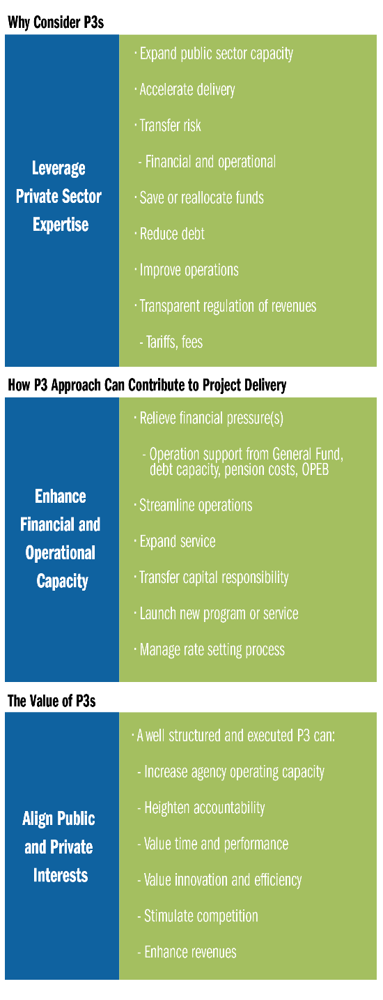 Why Consider P3s
Leverage
Private Sector
Expertise
· Expand public sector capacity
· Accelerate delivery
· Transfer risk
- Financial and operational
· Save or reallocate funds
· Reduce debt
· Improve operations
· Transparent regulation of revenues
- Tariffs, fees
How P3 Approach Can Contribute to Project Delivery
Enhance
Financial and
Operational
Capacity
· Relieve financial pressure(s)
- Operation support from General Fund,
debt capacity, pension costs, OPEB
· Streamline operations
· Expand service
· Transfer capital responsibility
· Launch new program or service
· Manage rate setting process
The Value of P3s
Align Public
and Private
Interests
· A well structured and executed P3 can:
- Increase agency operating capacity
- Heighten accountability
- Value time and performance
- Value innovation and efficiency
- Stimulate competition
- Enhance revenues